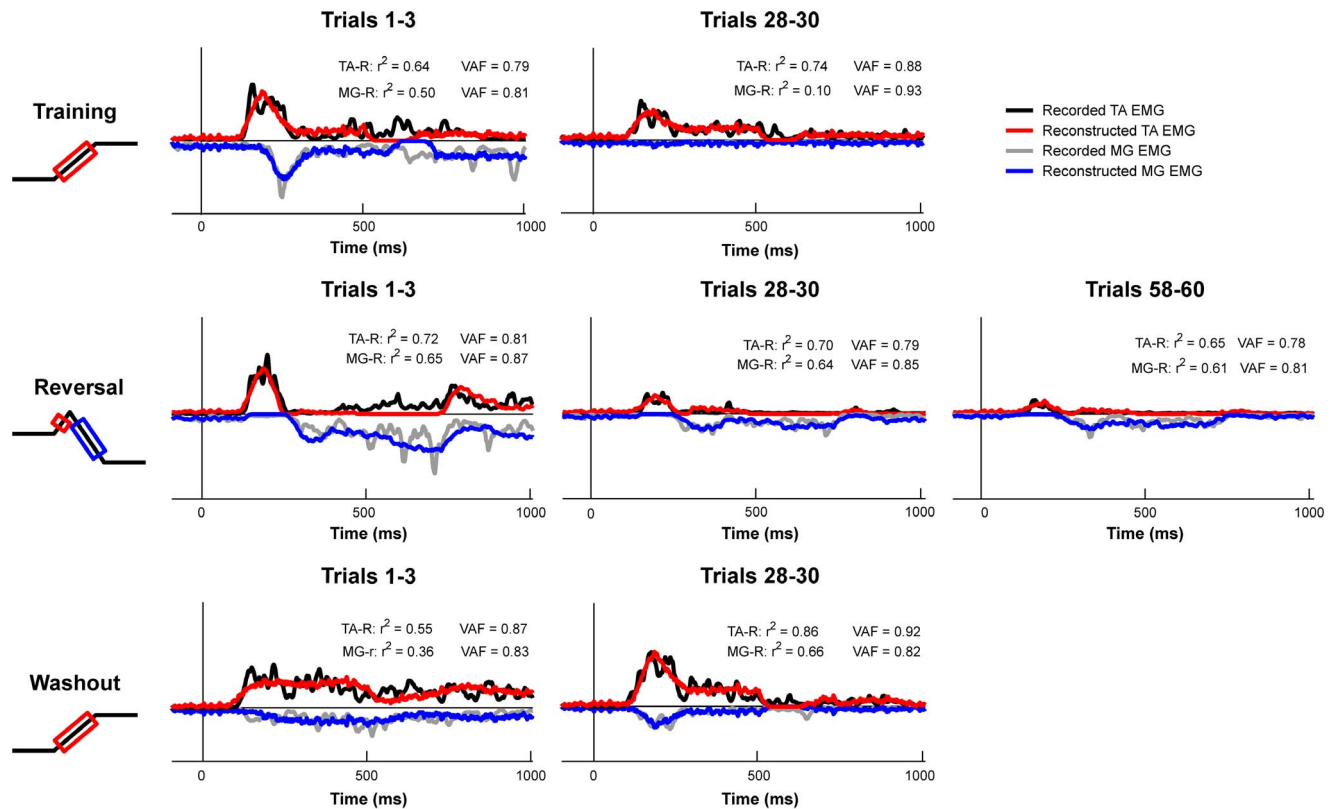 Trials 1-3
Trials 28-30
Training
TA-R: r² = 0.64 VAF = 0.79
MG-R: r² = 0.50 VAF = 0.81
TA-R: r² = 0.74 VAF = 0.88
MG-R: r² = 0.10 VAF = 0.93
Recorded TA EMG
Reconstructed TA EMG
Recorded MG EMG
Reconstructed MG EMG
0 500 1000
Time (ms)
0 500 1000
Time (ms)
Trials 1-3
Trials 28-30
Trials 58-60
Reversal
TA-R: r² = 0.72 VAF = 0.81
MG-R: r² = 0.65 VAF = 0.87
TA-R: r² = 0.70 VAF = 0.79
MG-R: r² = 0.64 VAF = 0.85
TA-R: r² = 0.65 VAF = 0.78
MG-R: r² = 0.61 VAF = 0.81
0 500 1000
Time (ms)
0 500 1000
Time (ms)
0 500 1000
Time (ms)
Trials 1-3
Trials 28-30
Washout
TA-R: r² = 0.55 VAF = 0.87
MG-r: r² = 0.36 VAF = 0.83
TA-R: r² = 0.86 VAF = 0.92
MG-R: r² = 0.66 VAF = 0.82
0 500 1000
Time (ms)
0 500 1000
Time (ms)